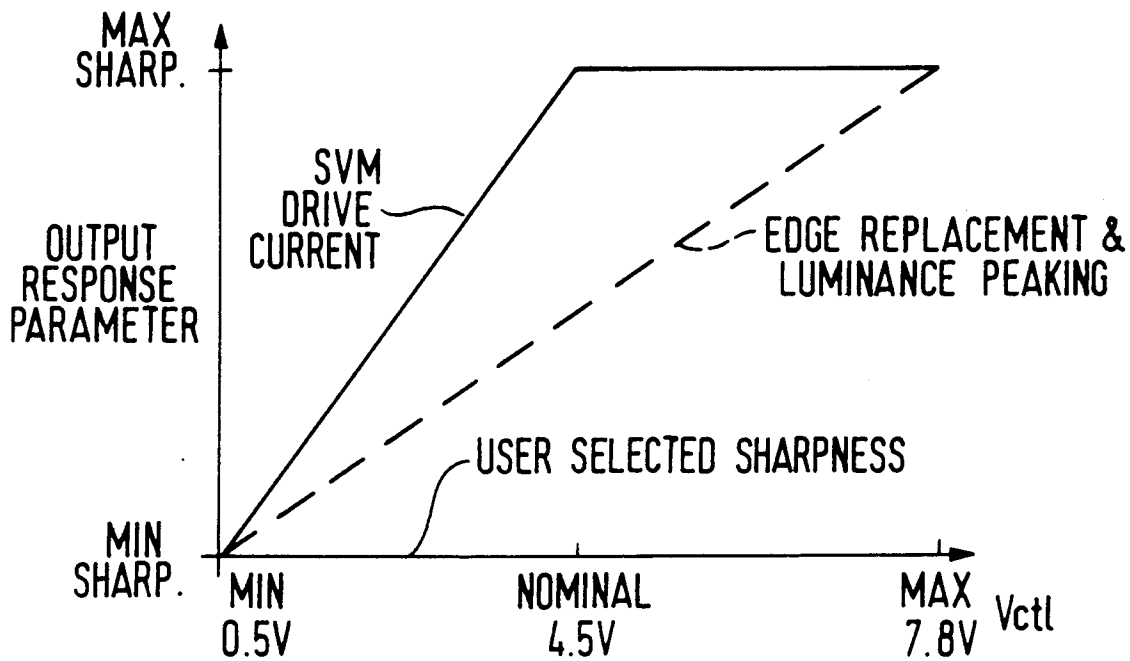 MAX
SHARP.
SVM
DRIVE
CURRENT
OUTPUT
RESPONSE
PARAMETER
EDGE REPLACEMENT &
LUMINANCE PEAKING
USER SELECTED SHARPNESS
MIN
SHARP.
MIN
0.5V
NOMINAL
4.5V
MAX
7.8V
Vctl